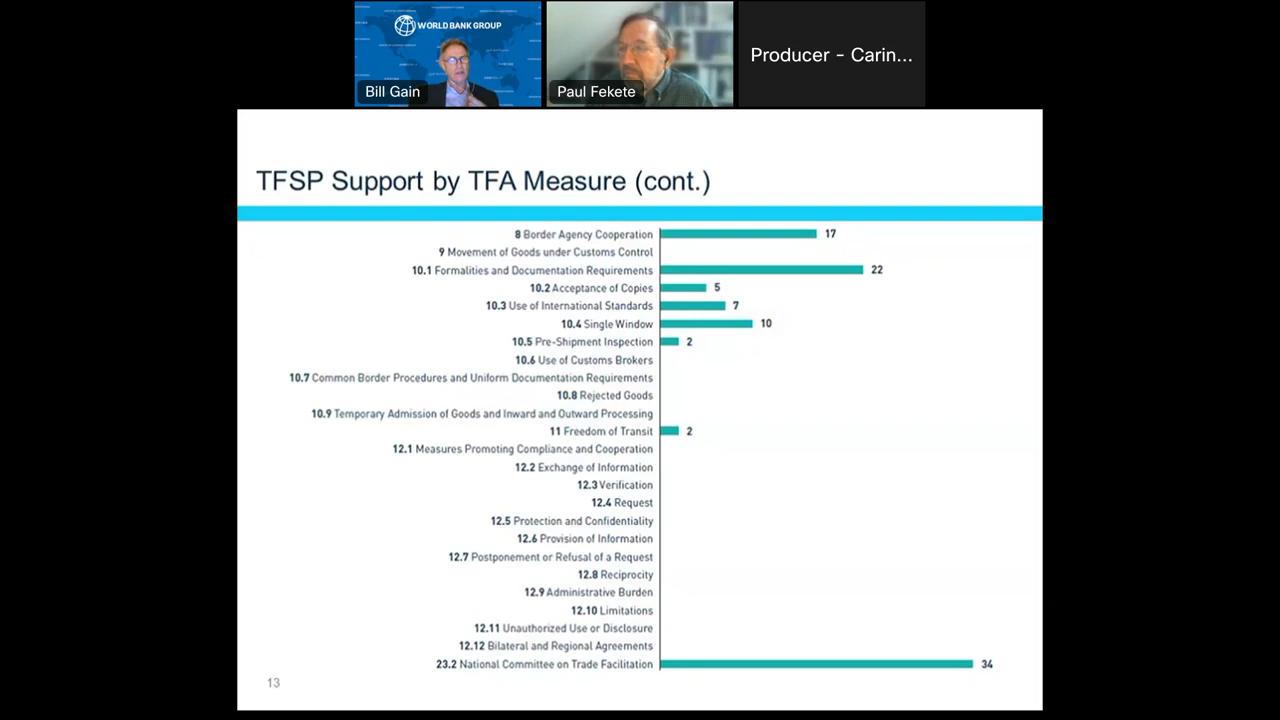 WORLD BANK GROUP
Bill Gain
Paul Fekete
Producer - Carin...
TFSP Support by TFA Measure (cont.)
8 Border Agency Cooperation 17
9 Movement of Goods under Customs Control
10.1 Formalities and Documentation Requirements 22
10.2 Acceptance of Copies 5
10.3 Use of International Standards 7
10.4 Single Window 10
10.5 Pre-Shipment Inspection 2
10.6 Use of Customs Brokers
10.7 Common Border Procedures and Uniform Documentation Requirements
10.8 Rejected Goods
10.9 Temporary Admission of Goods and Inward and Outward Processing
11 Freedom of Transit 2
12.1 Measures Promoting Compliance and Cooperation
12.2 Exchange of Information
12.3 Verification
12.4 Request
12.5 Protection and Confidentiality
12.6 Provision of Information
12.7 Postponement or Refusal of a Request
12.8 Reciprocity
12.9 Administrative Burden
12.10 Limitations
12.11 Unauthorized Use or Disclosure
12.12 Bilateral and Regional Agreements
23.2 National Committee on Trade Facilitation 34
13